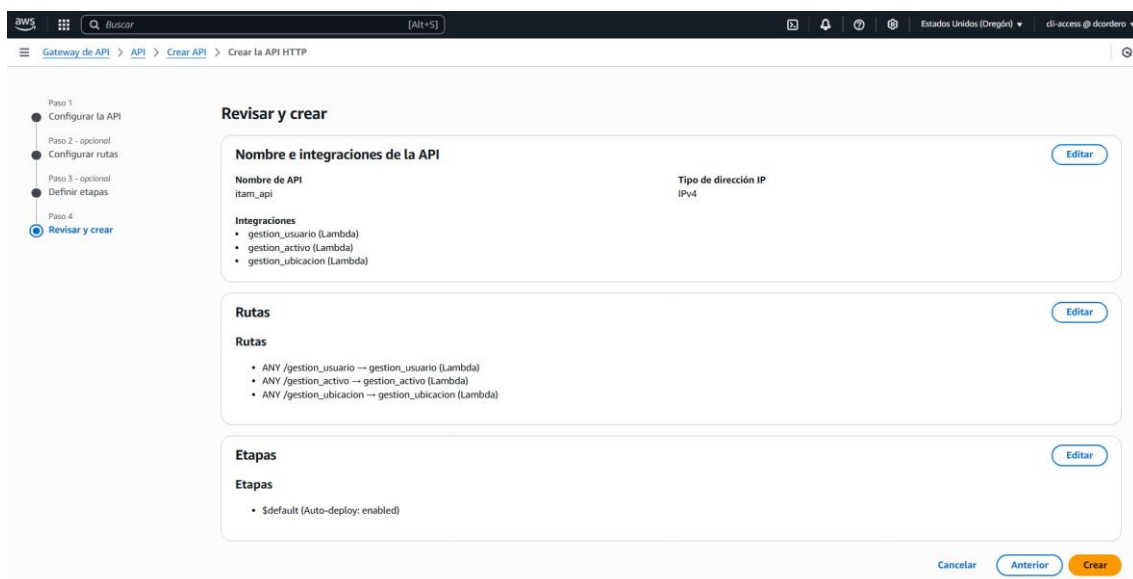 aws
Buscar
[Alt+S]
Estados Unidos (Oregón)
cli-access @ dcordero
Gateway de API > API > Crear API > Crear la API HTTP
Paso 1
Configurar la API
Paso 2 - opcional
Configurar rutas
Paso 3 - opcional
Definir etapas
Paso 4
Revisar y crear
Revisar y crear
Nombre e integraciones de la API
Editar
Nombre de API
itam_api
Tipo de dirección IP
IPv4
Integraciones
• gestion_usuario (Lambda)
• gestion_activo (Lambda)
• gestion_ubicacion (Lambda)
Rutas
Editar
Rutas
• ANY /gestion_usuario → gestion_usuario (Lambda)
• ANY /gestion_activo → gestion_activo (Lambda)
• ANY /gestion_ubicacion → gestion_ubicacion (Lambda)
Etapas
Editar
Etapas
• $default (Auto-deploy: enabled)
Cancelar
Anterior
Crear